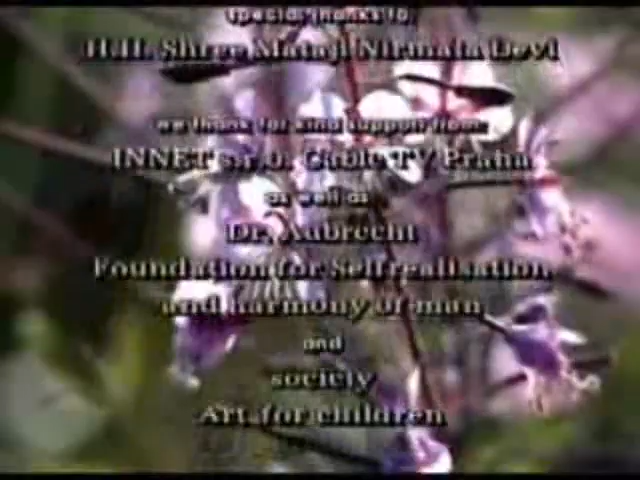 special thanks to
H.H. Shree Mataji Nirmala Devi
we thank for kind support from:
INNET s.r.o. Cable TV Praha
as well as
Dr. Aubrecht
Foundation for Selfrealisation
and harmony of man
and
society
Art for children